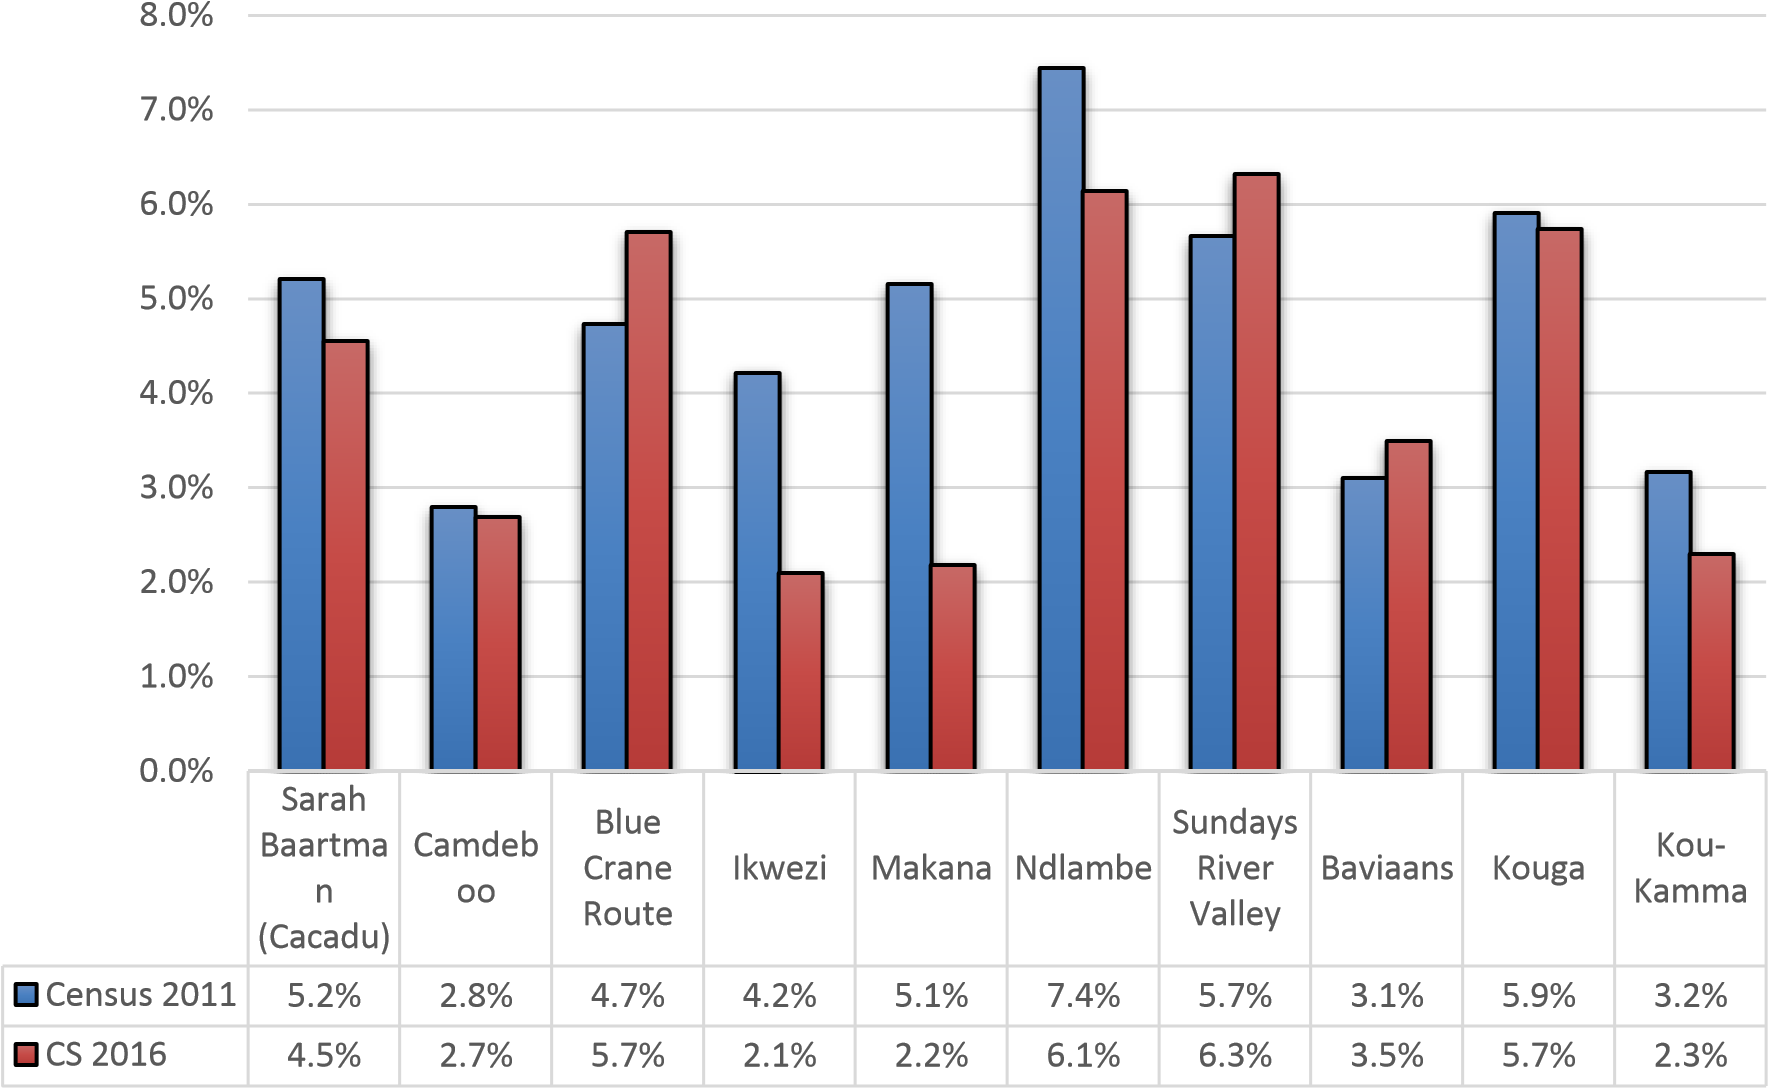 8.0%
7.0%
6.0%
5.0%
4.0%
3.0%
2.0%
1.0%
0.0%
Sarah
Baartma
n
(Cacadu)
Camdeb
oo
Blue
Crane
Route
Ikwezi
Makana
Ndlambe
Sundays
River
Valley
Baviaans
Kouga
Kou-
Kamma
Census 2011 5.2% 2.8% 4.7% 4.2% 5.1% 7.4% 5.7% 3.1% 5.9% 3.2%
CS 2016 4.5% 2.7% 5.7% 2.1% 2.2% 6.1% 6.3% 3.5% 5.7% 2.3%